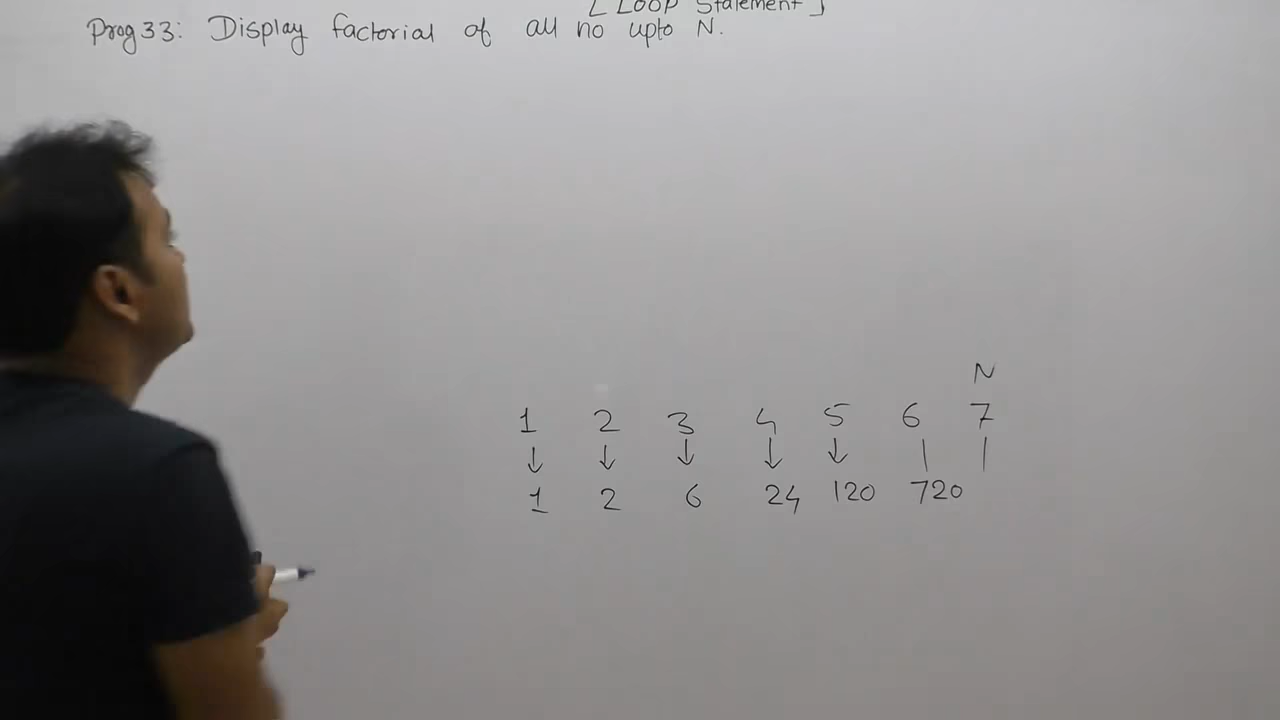 [ Loop Statement ]
Prog 33: Display factorial of all no upto N.
N
1 2 3 4 5 6 7
↓ ↓ ↓ ↓ ↓ | |
1 2 6 24 120 720